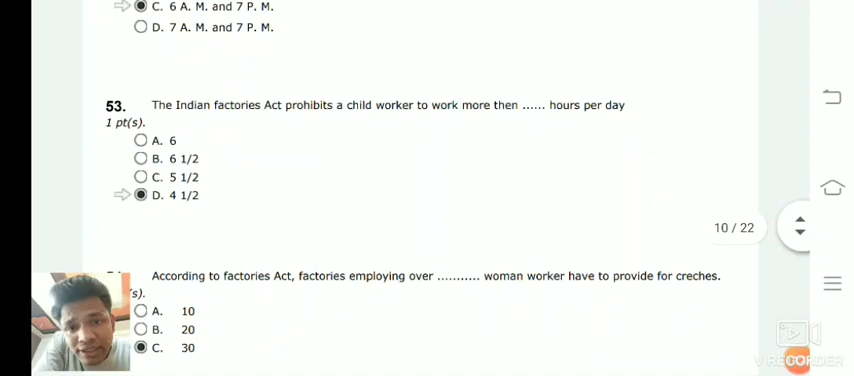 C. 6 A. M. and 7 P. M.
D. 7 A. M. and 7 P. M.
53. The Indian factories Act prohibits a child worker to work more then ...... hours per day
1 pt(s).
A. 6
B. 6 1/2
C. 5 1/2
D. 4 1/2
10 / 22
According to factories Act, factories employing over ........... woman worker have to provide for creches.
s).
A. 10
B. 20
C. 30
V RECORDER